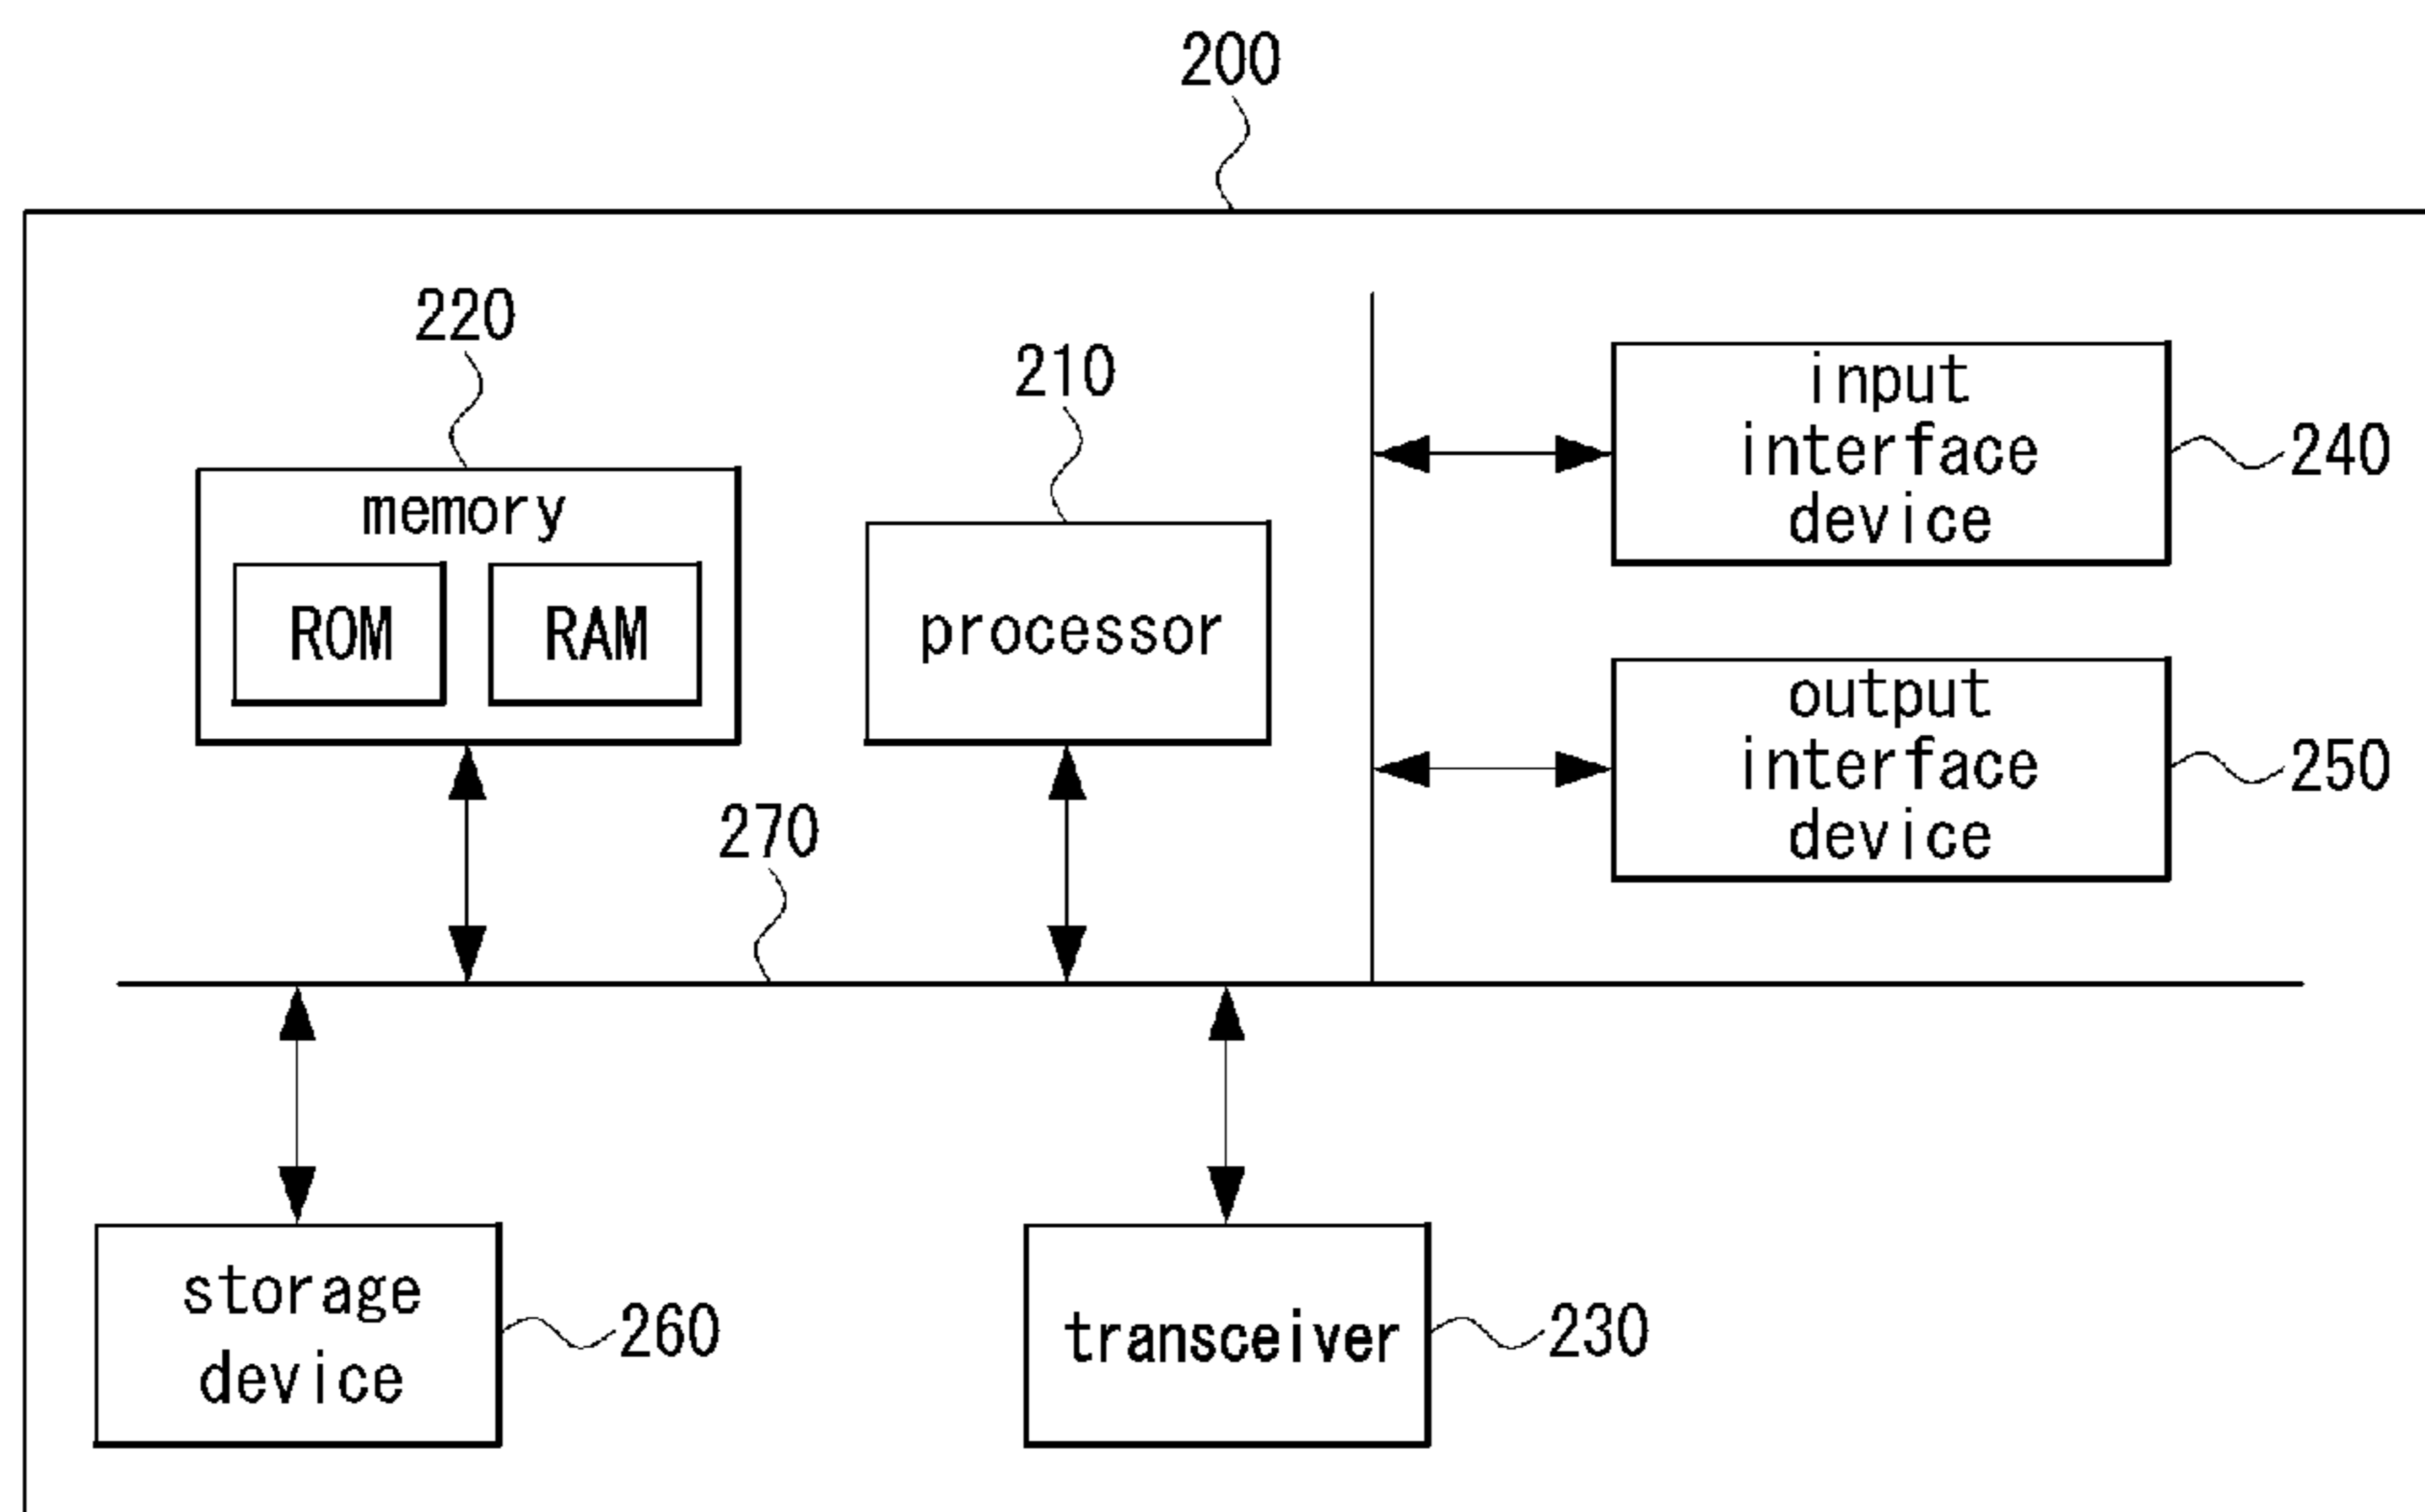 200
220
210
input
interface
device
240
memory
ROM
RAM
processor
output
interface
device
250
270
storage
device
260
transceiver
230